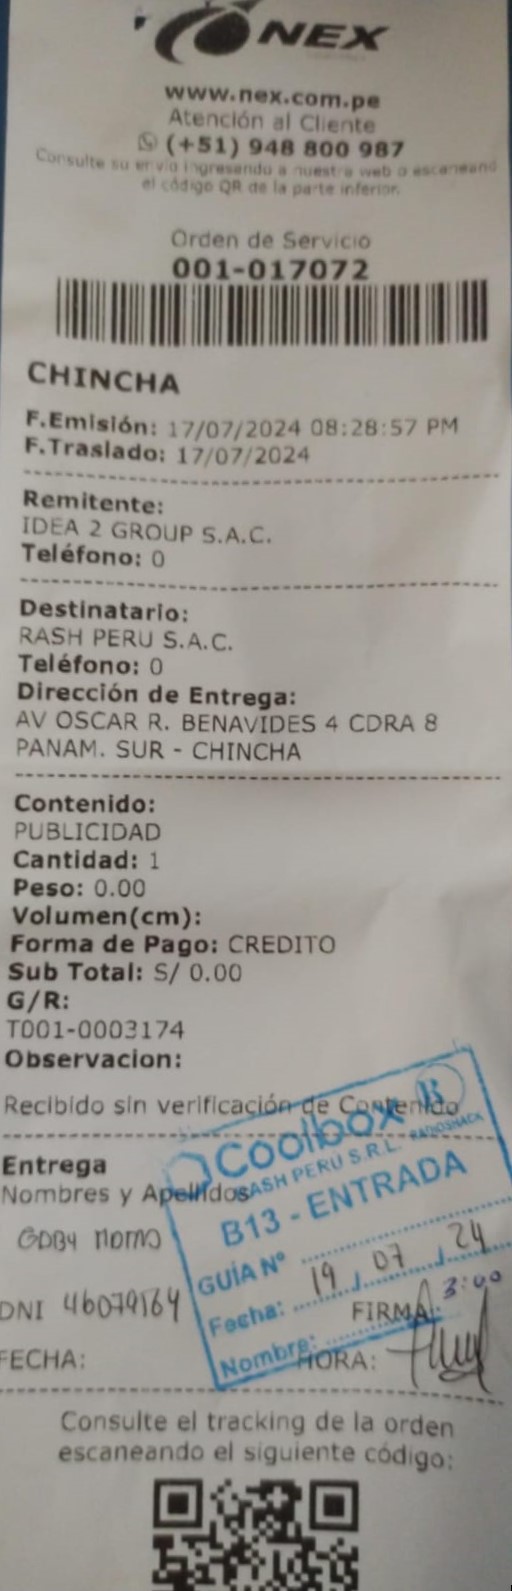 NEX
www.nex.com.pe
Atención al Cliente
(+51) 948 800 987
Consulte su envío ingresando a nuestra web o escaneand
el código QR de la parte inferior.
Orden de Servicio
001-017072
CHINCHA
F.Emisión: 17/07/2024 08:28:57 PM
F.Traslado: 17/07/2024
Remitente:
IDEA 2 GROUP S.A.C.
Teléfono: 0
Destinatario:
RASH PERU S.A.C.
Teléfono: 0
Dirección de Entrega:
AV OSCAR R. BENAVIDES 4 CDRA 8
PANAM. SUR - CHINCHA
Contenido:
PUBLICIDAD
Cantidad: 1
Peso: 0.00
Volumen(cm):
Forma de Pago: CREDITO
Sub Total: S/ 0.00
G/R:
T001-0003174
Observacion:
Recibido sin verificación de Contenido
Coolbox R
RASH PERU S.R.L. RADIOSHACK
B13 - ENTRADA
GUÍA Nº
Fecha: 19 / 07 / 24
Nombre:
Entrega
Nombres y Apellidos
DNI 46079164
FIRMA: 3:00
FECHA: HORA:
Consulte el tracking de la orden
escaneando el siguiente código: